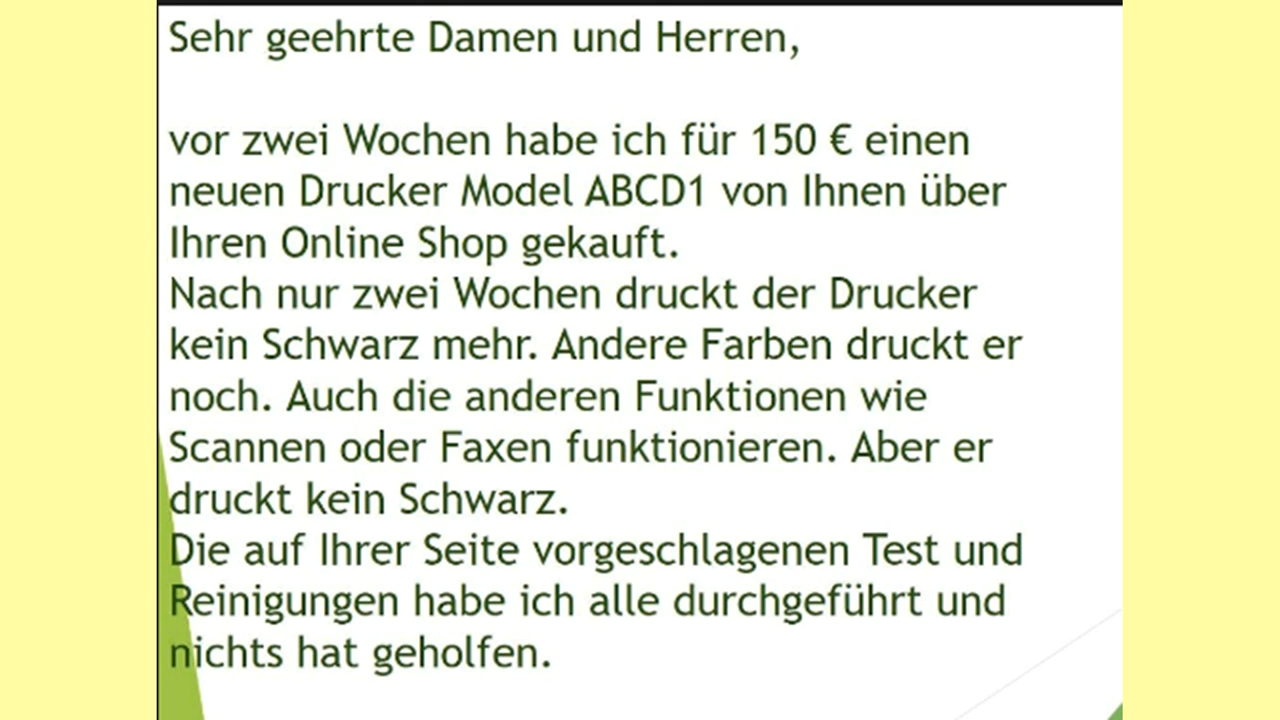 Sehr geehrte Damen und Herren,
vor zwei Wochen habe ich für 150 € einen
neuen Drucker Model ABCD1 von Ihnen über
Ihren Online Shop gekauft.
Nach nur zwei Wochen druckt der Drucker
kein Schwarz mehr. Andere Farben druckt er
noch. Auch die anderen Funktionen wie
Scannen oder Faxen funktionieren. Aber er
druckt kein Schwarz.
Die auf Ihrer Seite vorgeschlagenen Test und
Reinigungen habe ich alle durchgeführt und
nichts hat geholfen.